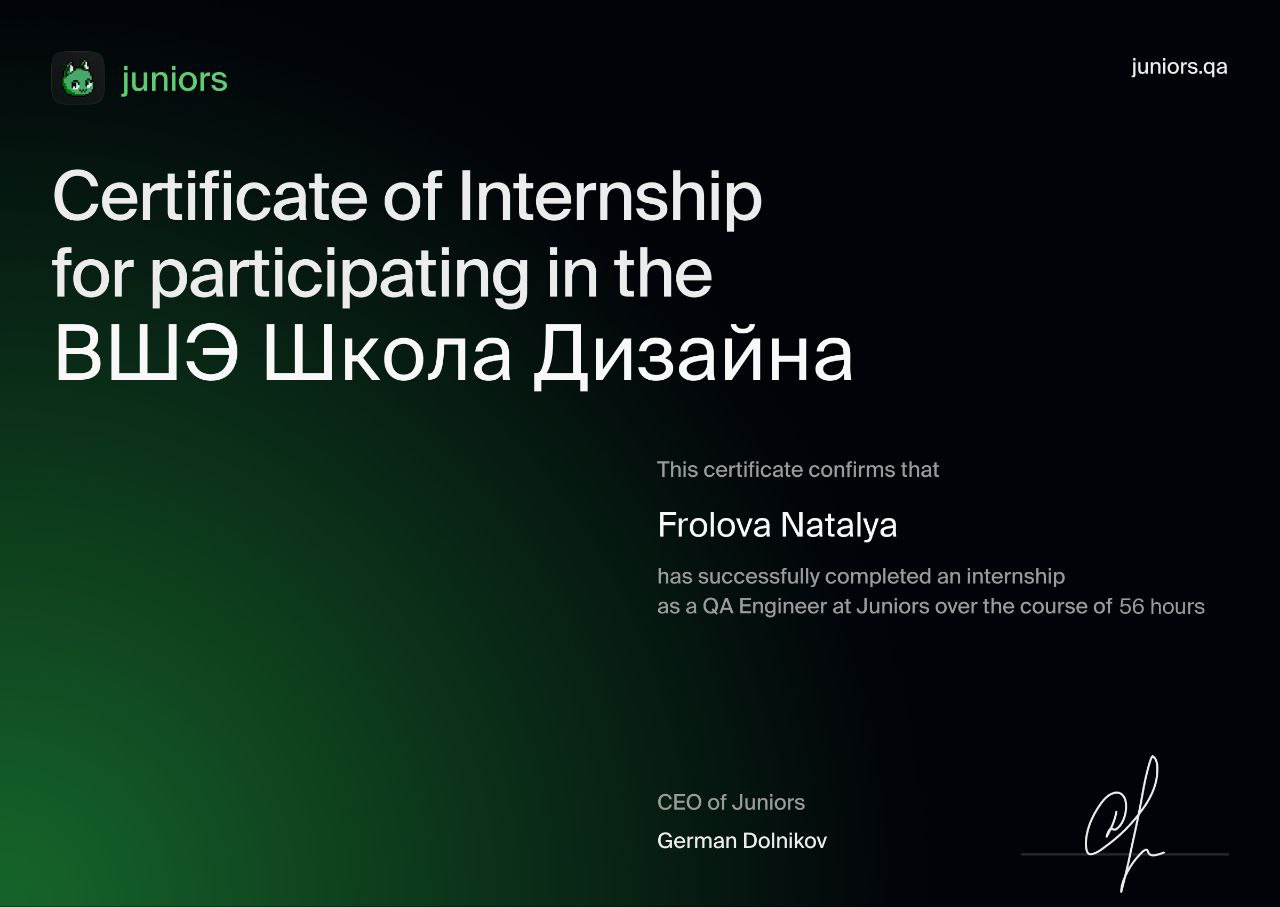 juniors
juniors.qa
Certificate of Internship
for participating in the
ВШЭ Школа Дизайна
This certificate confirms that
Frolova Natalya
has successfully completed an internship
as a QA Engineer at Juniors over the course of 56 hours
CEO of Juniors
German Dolnikov